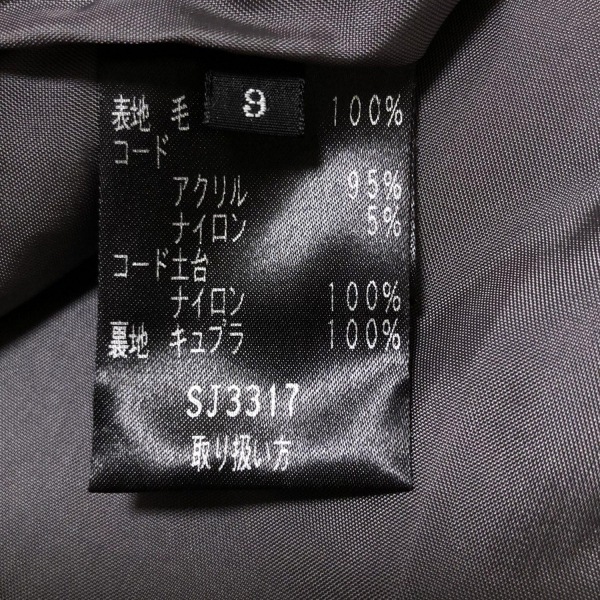 9
表地 毛 100%
コード
アクリル 95%
ナイロン 5%
コード土台
ナイロン 100%
裏地 キュプラ 100%
SJ3317
取り扱い方